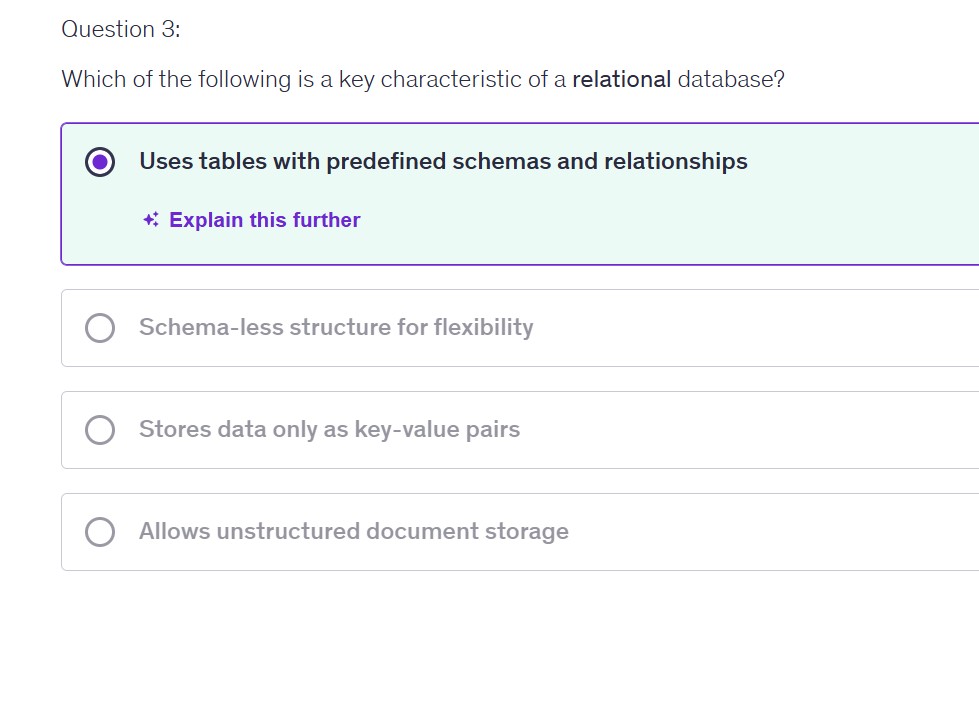 Question 3:
Which of the following is a key characteristic of a relational database?
Uses tables with predefined schemas and relationships
Explain this further
Schema-less structure for flexibility
Stores data only as key-value pairs
Allows unstructured document storage